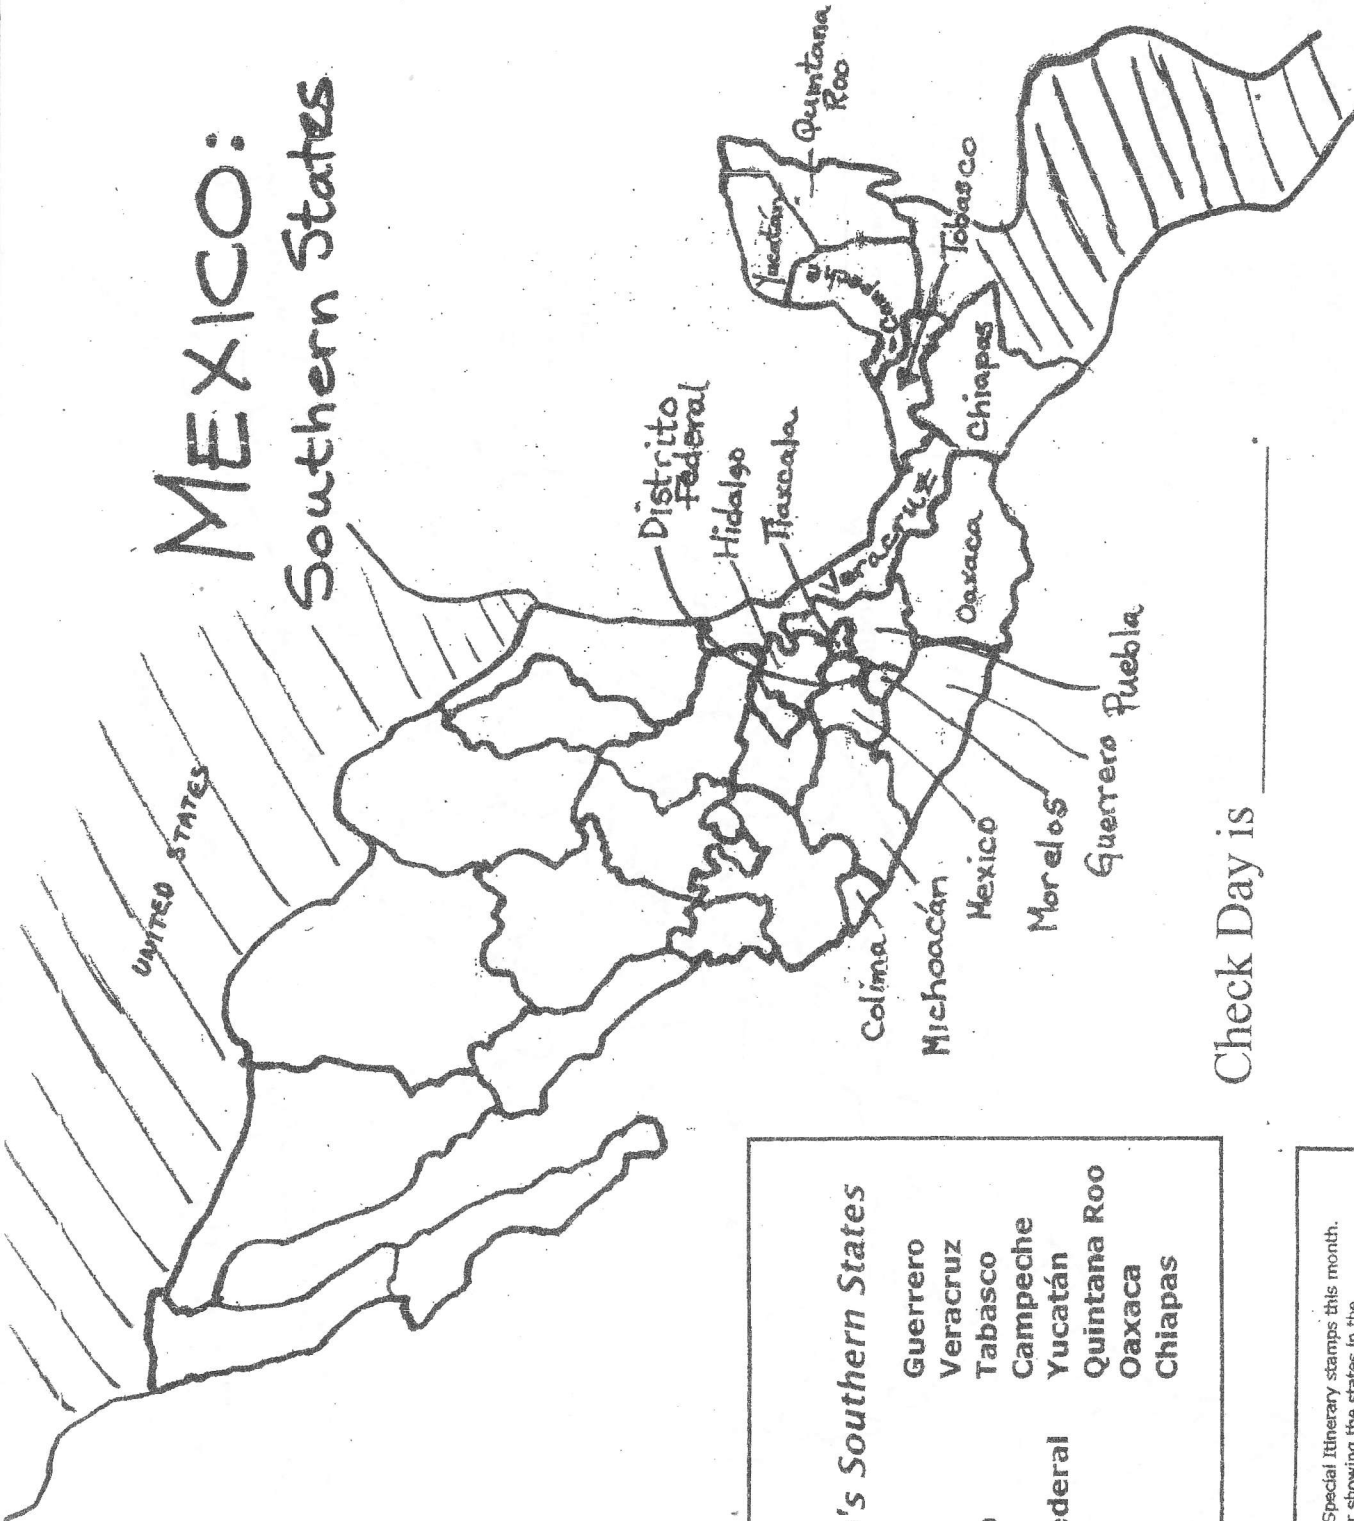 MEXICO:
Southern States
UNITED STATES
Distrito
Federal
Hidalgo
Tlaxcala
Yucatán
Quintana
Roo
Campeche
Tobasco
Veracruz
Chiapas
Oaxaca
Colima
Michoacán
Mexico
Morelos
Guerrero
Puebla
Check Day is
's Southern States
Guerrero
Veracruz
Tabasco
Campeche
Yucatán
Quintana Roo
Oaxaca
Chiapas
ederal
Special Itinerary stamps this month.
r showing the states in the